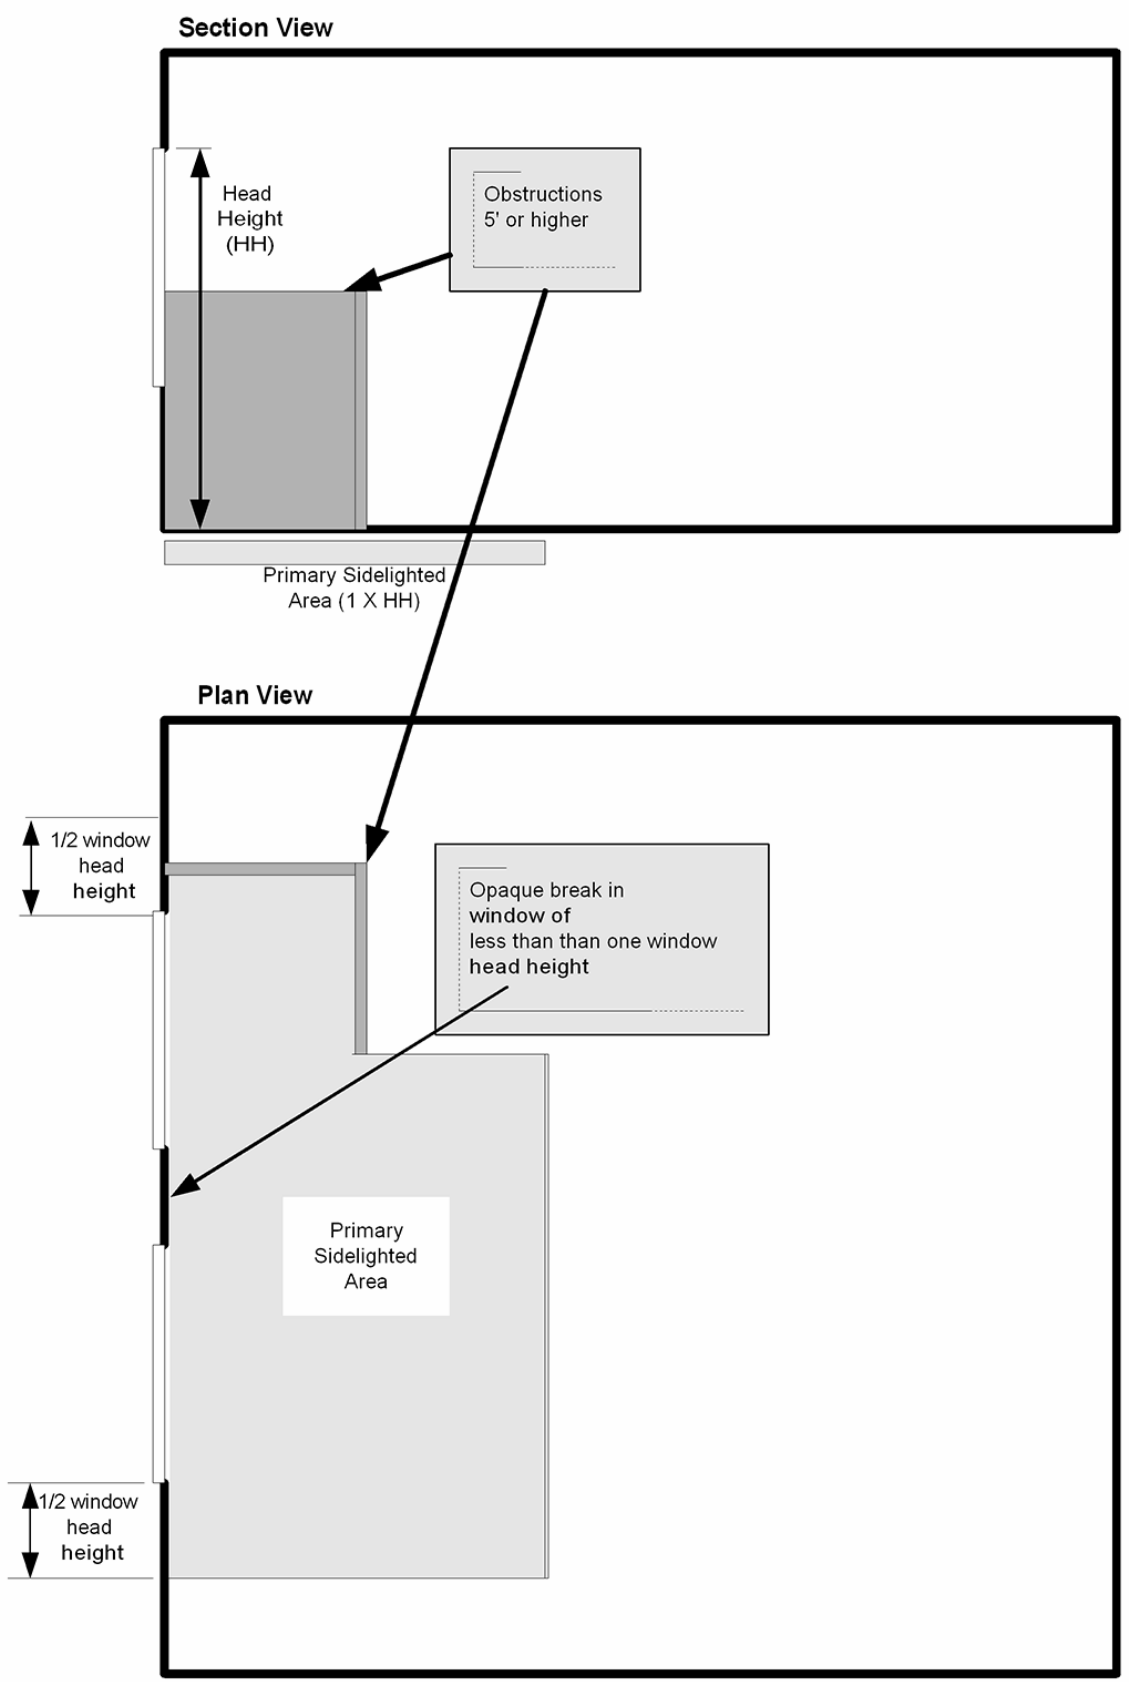 Section View
Head
Height
(HH)
Obstructions
5' or higher
Primary Sidelighted
Area (1 X HH)
Plan View
1/2 window
head
height
Opaque break in
window of
less than than one window
head height
Primary
Sidelighted
Area
1/2 window
head
height